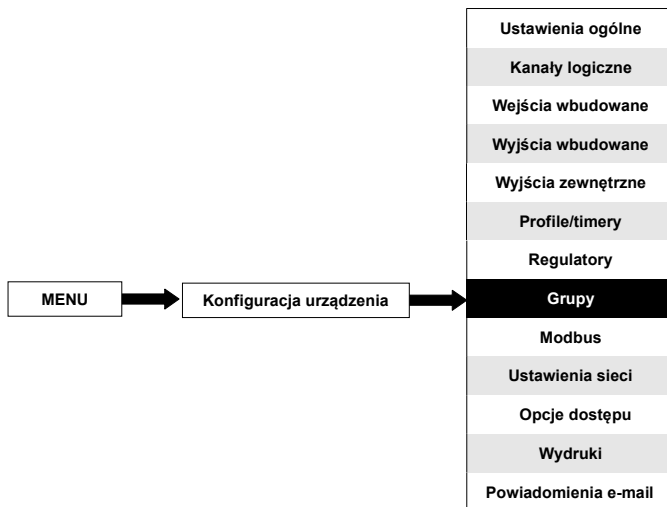 Ustawienia ogólne
Kanały logiczne
Wejścia wbudowane
Wyjścia wbudowane
Wyjścia zewnętrzne
Profile/timery
Regulatory
MENU
Konfiguracja urządzenia
Grupy
Modbus
Ustawienia sieci
Opcje dostępu
Wydruki
Powiadomienia e-mail